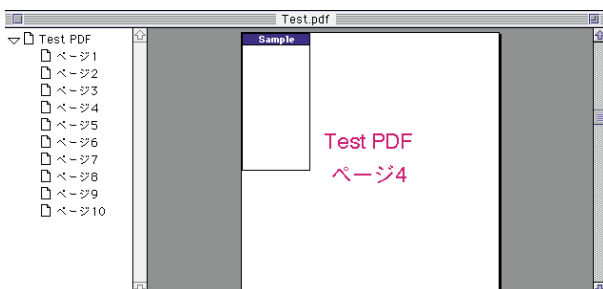 Test.pdf
Test PDF
ページ1
ページ2
ページ3
ページ4
ページ5
ページ6
ページ7
ページ8
ページ9
ページ10
Sample
Test PDF
ページ4